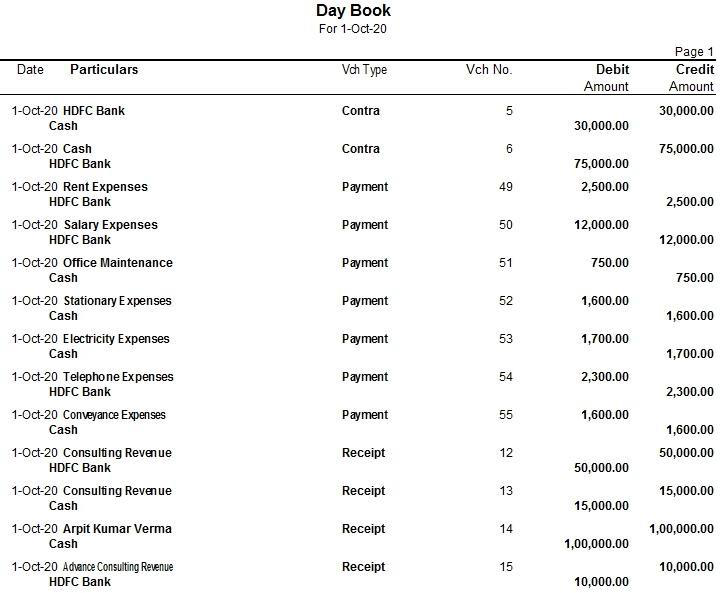 Day Book
For 1-Oct-20
Page 1
Date Particulars Vch Type Vch No. Debit Credit
Amount Amount
1-Oct-20 HDFC Bank Contra 5 30,000.00
Cash 30,000.00
1-Oct-20 Cash Contra 6 75,000.00
HDFC Bank 75,000.00
1-Oct-20 Rent Expenses Payment 49 2,500.00
HDFC Bank 2,500.00
1-Oct-20 Salary Expenses Payment 50 12,000.00
HDFC Bank 12,000.00
1-Oct-20 Office Maintenance Payment 51 750.00
Cash 750.00
1-Oct-20 Stationary Expenses Payment 52 1,600.00
Cash 1,600.00
1-Oct-20 Electricity Expenses Payment 53 1,700.00
Cash 1,700.00
1-Oct-20 Telephone Expenses Payment 54 2,300.00
HDFC Bank 2,300.00
1-Oct-20 Conveyance Expenses Payment 55 1,600.00
Cash 1,600.00
1-Oct-20 Consulting Revenue Receipt 12 50,000.00
HDFC Bank 50,000.00
1-Oct-20 Consulting Revenue Receipt 13 15,000.00
Cash 15,000.00
1-Oct-20 Arpit Kumar Verma Receipt 14 1,00,000.00
Cash 1,00,000.00
1-Oct-20 Advance Consulting Revenue Receipt 15 10,000.00
HDFC Bank 10,000.00